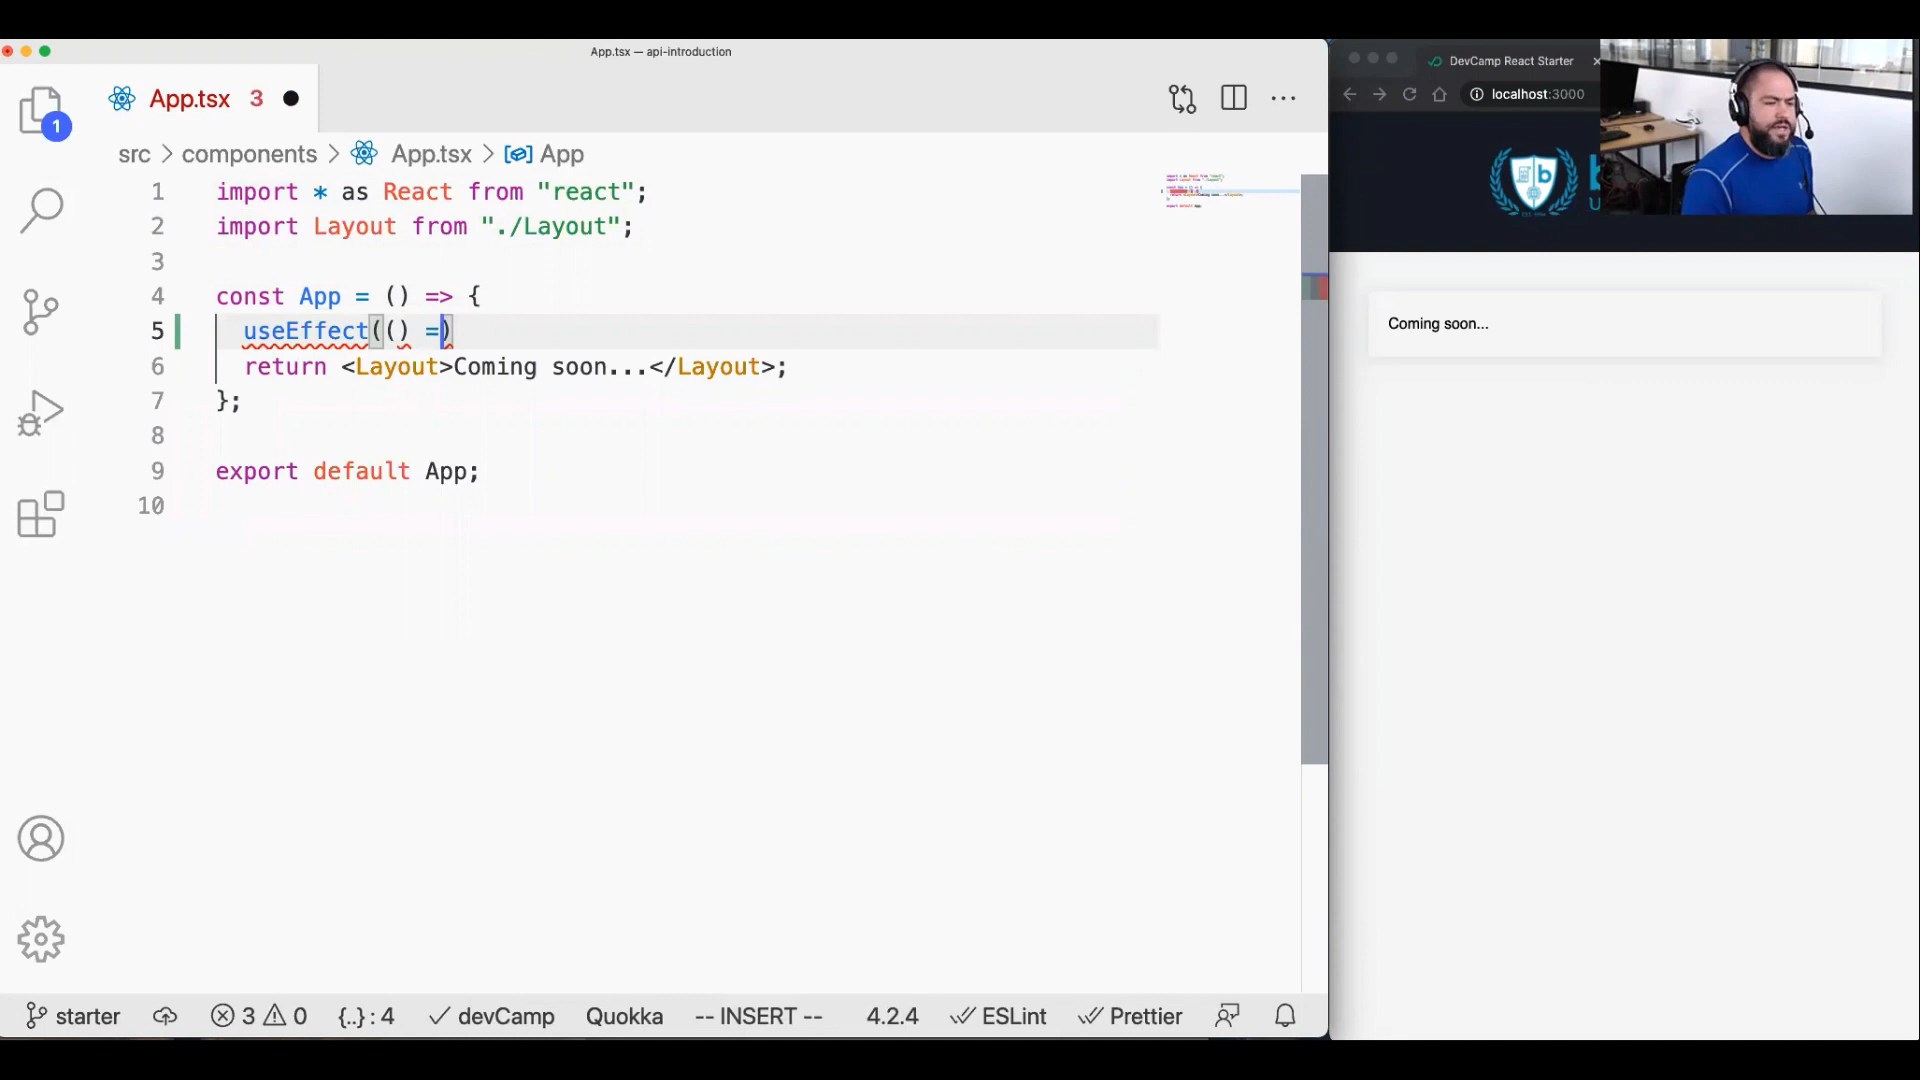 App.tsx — api-introduction
App.tsx 3
1
src > components > App.tsx > App
1 import * as React from "react";
2 import Layout from "./Layout";
3
4 const App = () => {
5 useEffect(() =)
6 return <Layout>Coming soon...</Layout>;
7 };
8
9 export default App;
10
starter 3 0 {..} : 4 devCamp Quokka -- INSERT -- 4.2.4 ESLint Prettier
DevCamp React Starter
localhost:3000
b
Coming soon...